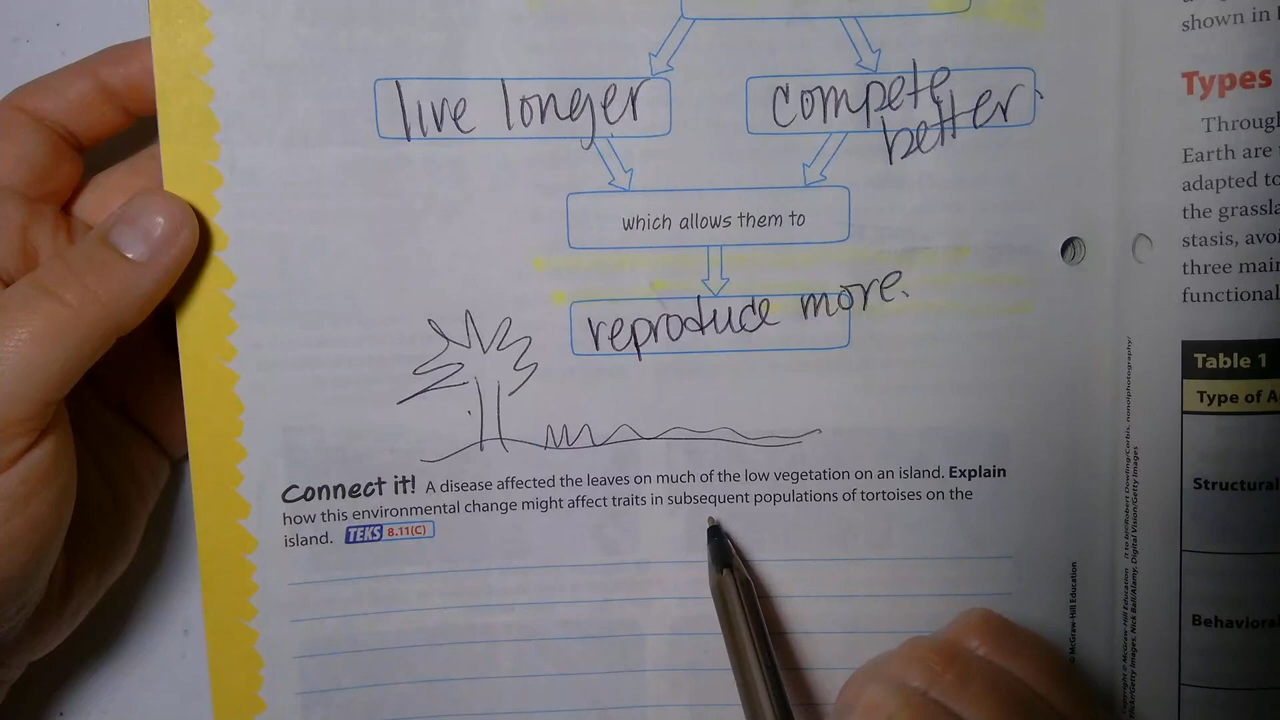 shown in
live longer
compete
better.
Types
Through
Earth are
adapted to
the grassla
stasis, avoi
three main
functional
which allows them to
reproduce more.
Table 1
Type of A
Structural
Behaviora
Connect it! A disease affected the leaves on much of the low vegetation on an island. Explain
how this environmental change might affect traits in subsequent populations of tortoises on the
island. TEKS 8.11(C)
© McGraw-Hill Education